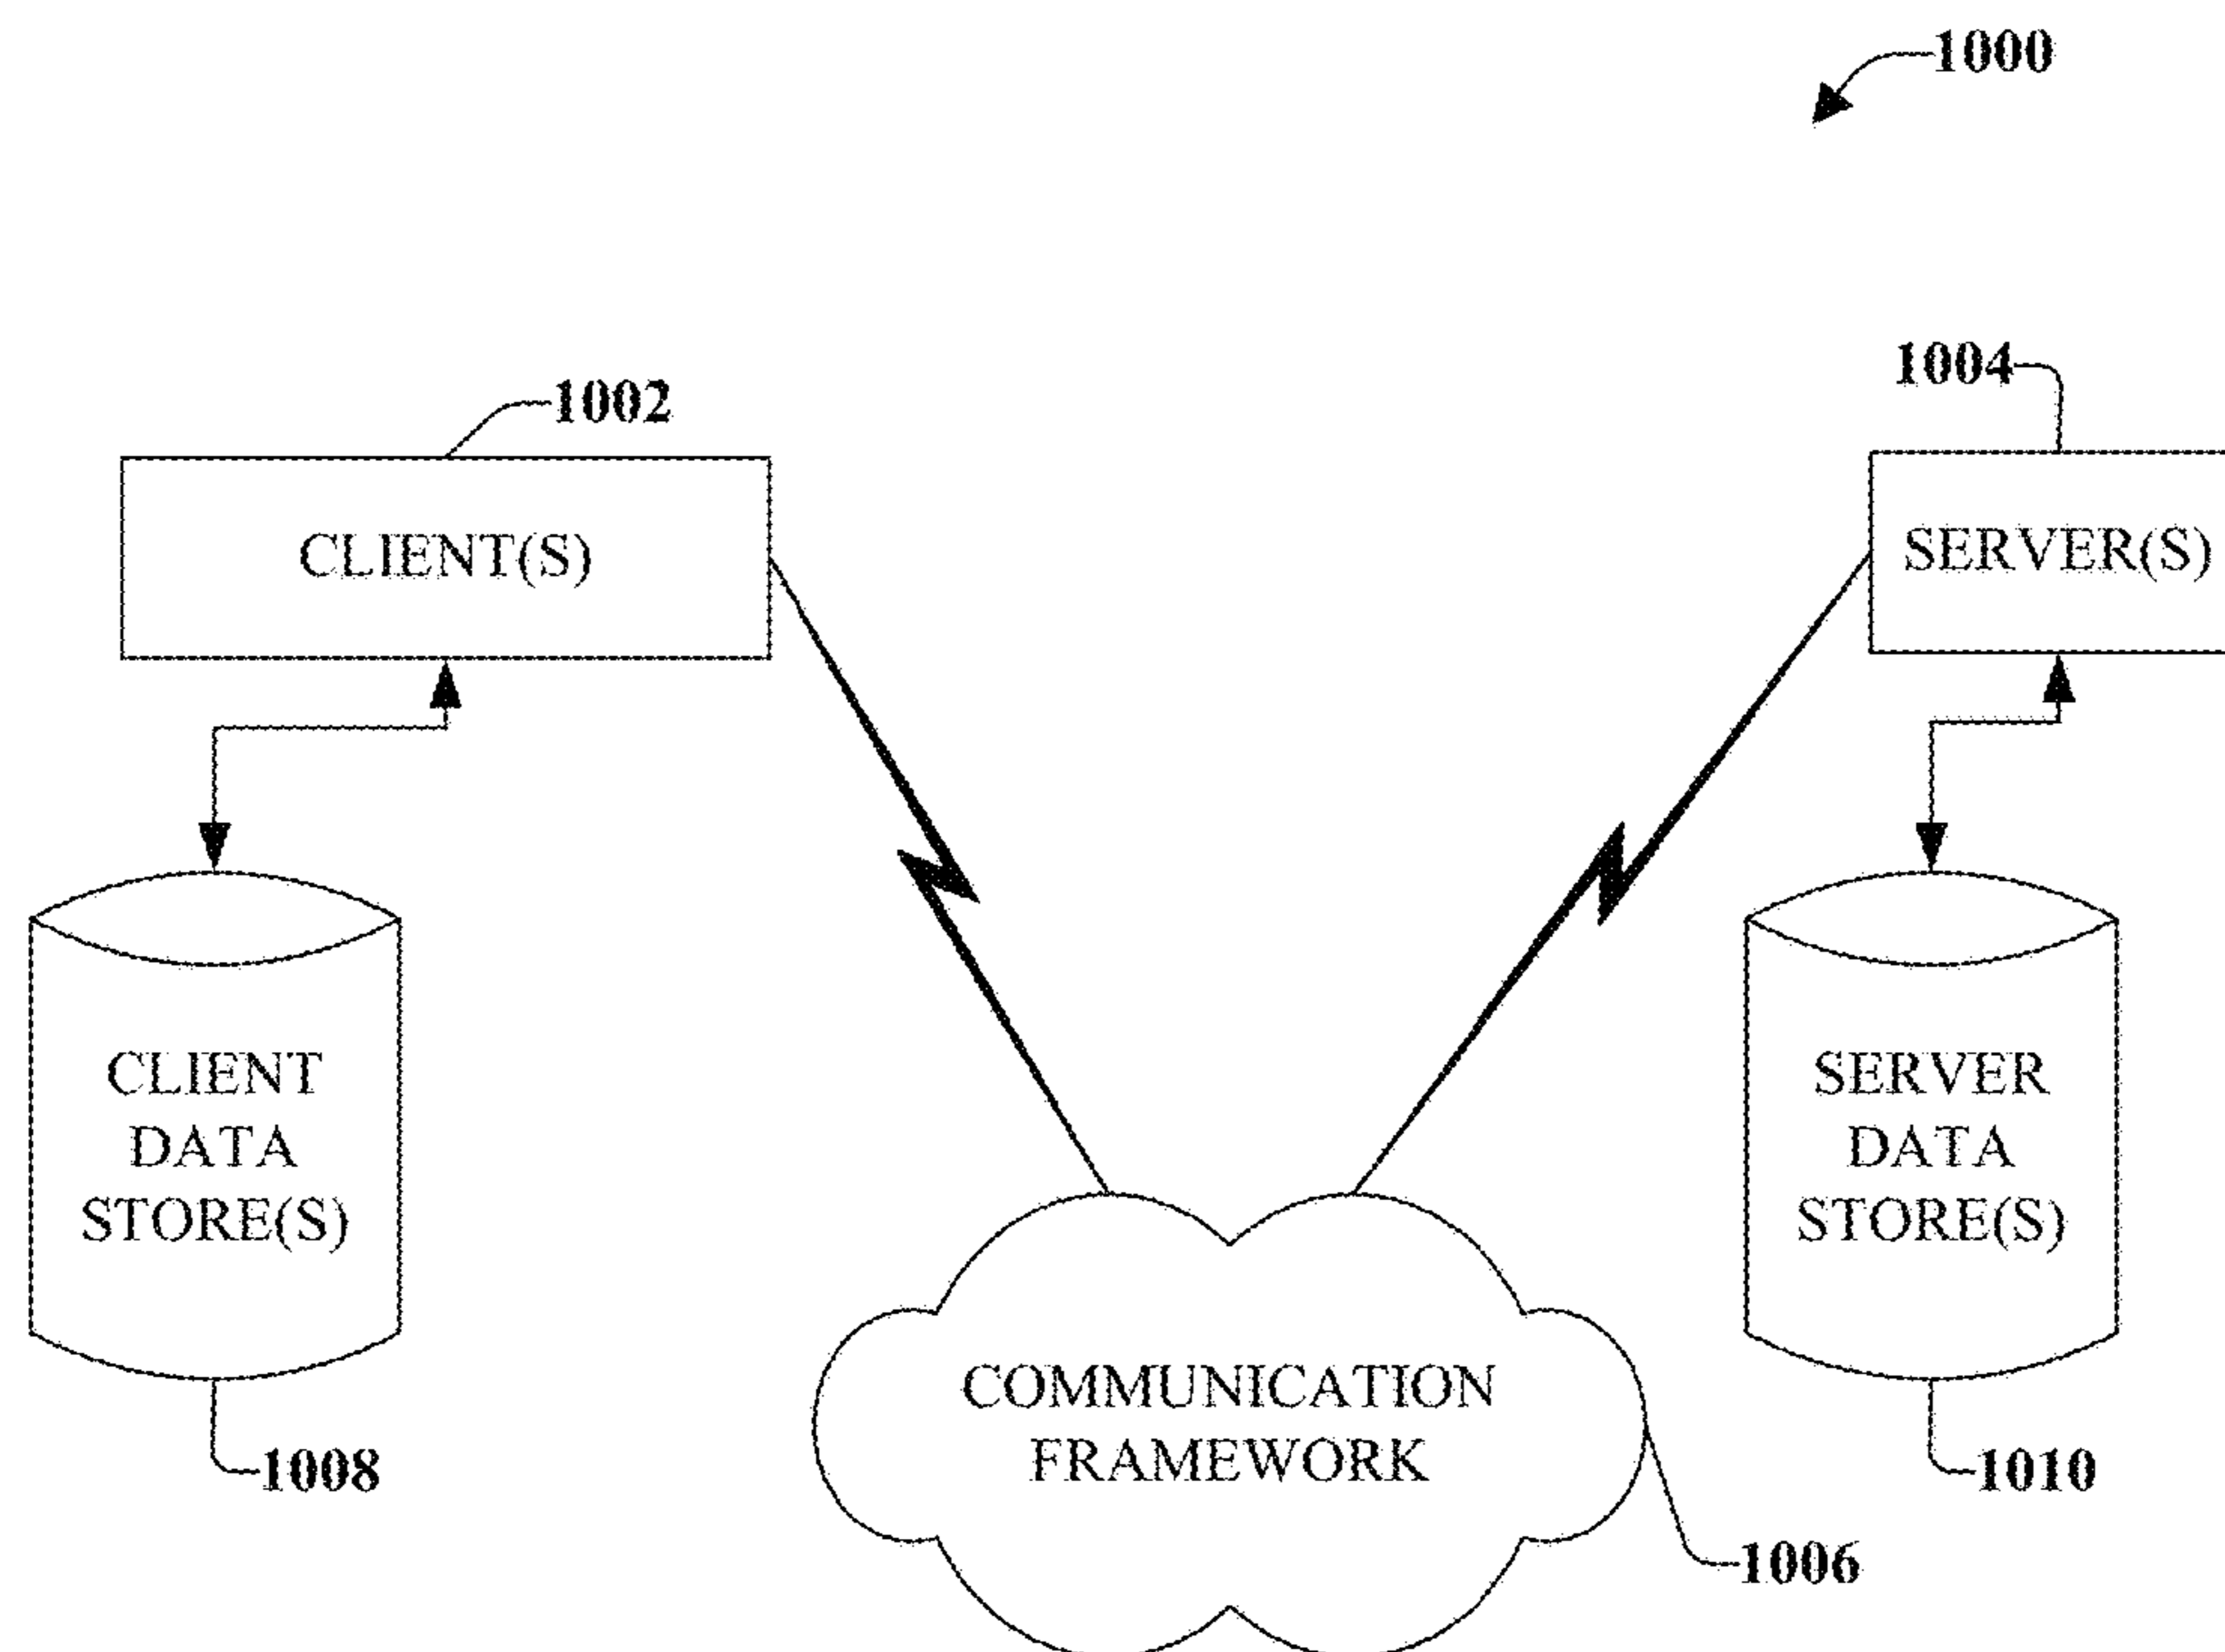 1000
1002
1004
CLIENT(S)
SERVER(S)
CLIENT
DATA
STORE(S)
SERVER
DATA
STORE(S)
COMMUNICATION
FRAMEWORK
1008
1010
1006